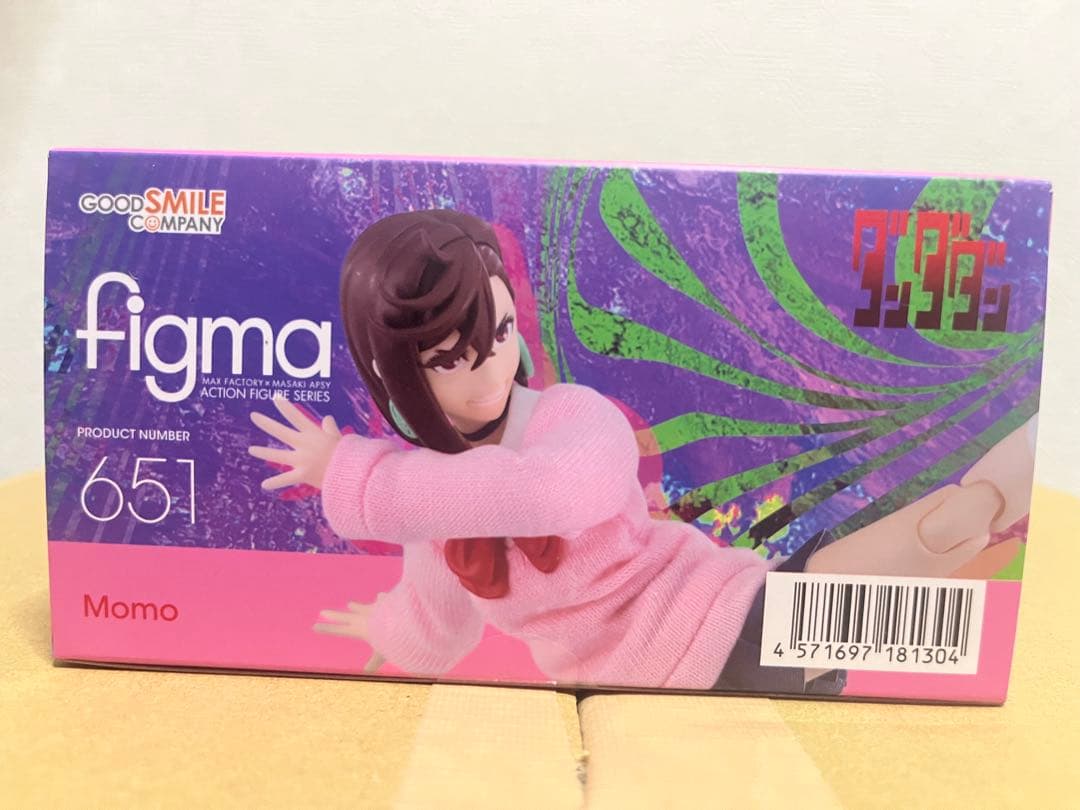 GOOD SMILE
COMPANY
figma
MAX FACTORY × MASAKI APSY
ACTION FIGURE SERIES
PRODUCT NUMBER
651
Momo
ダンダダン
4 571697 181304